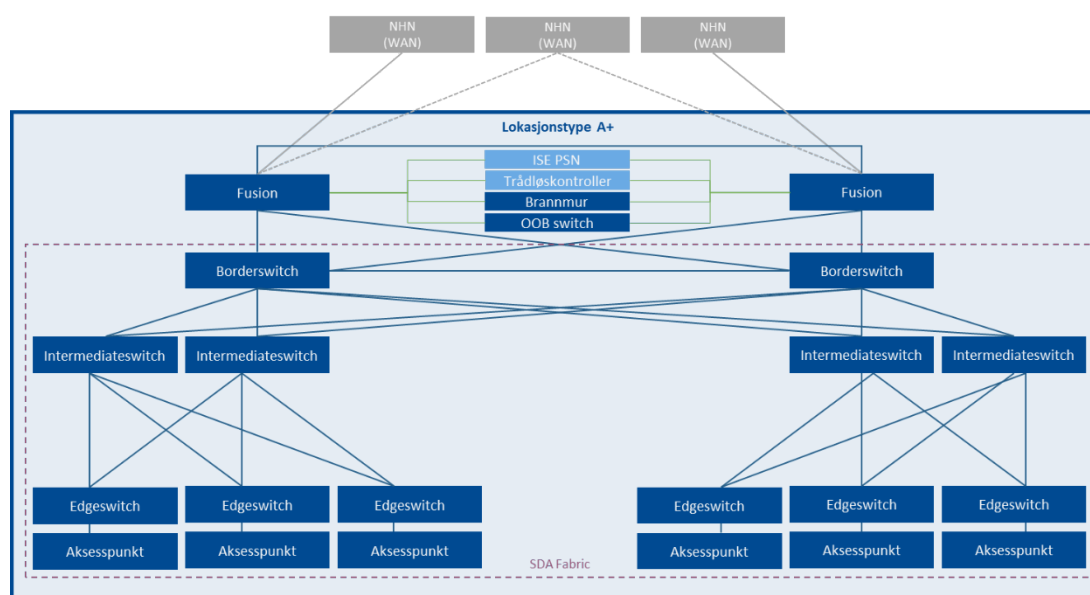 NHN
(WAN)
NHN
(WAN)
NHN
(WAN)
Lokasjonstype A+
ISE PSN
Trådløskontroller
Fusion
Brannmur
Fusion
OOB switch
Borderswitch
Borderswitch
Intermediateswitch
Intermediateswitch
Intermediateswitch
Intermediateswitch
Edgeswitch
Edgeswitch
Edgeswitch
Edgeswitch
Edgeswitch
Edgeswitch
Aksesspunkt
Aksesspunkt
Aksesspunkt
Aksesspunkt
Aksesspunkt
Aksesspunkt
SDA Fabric